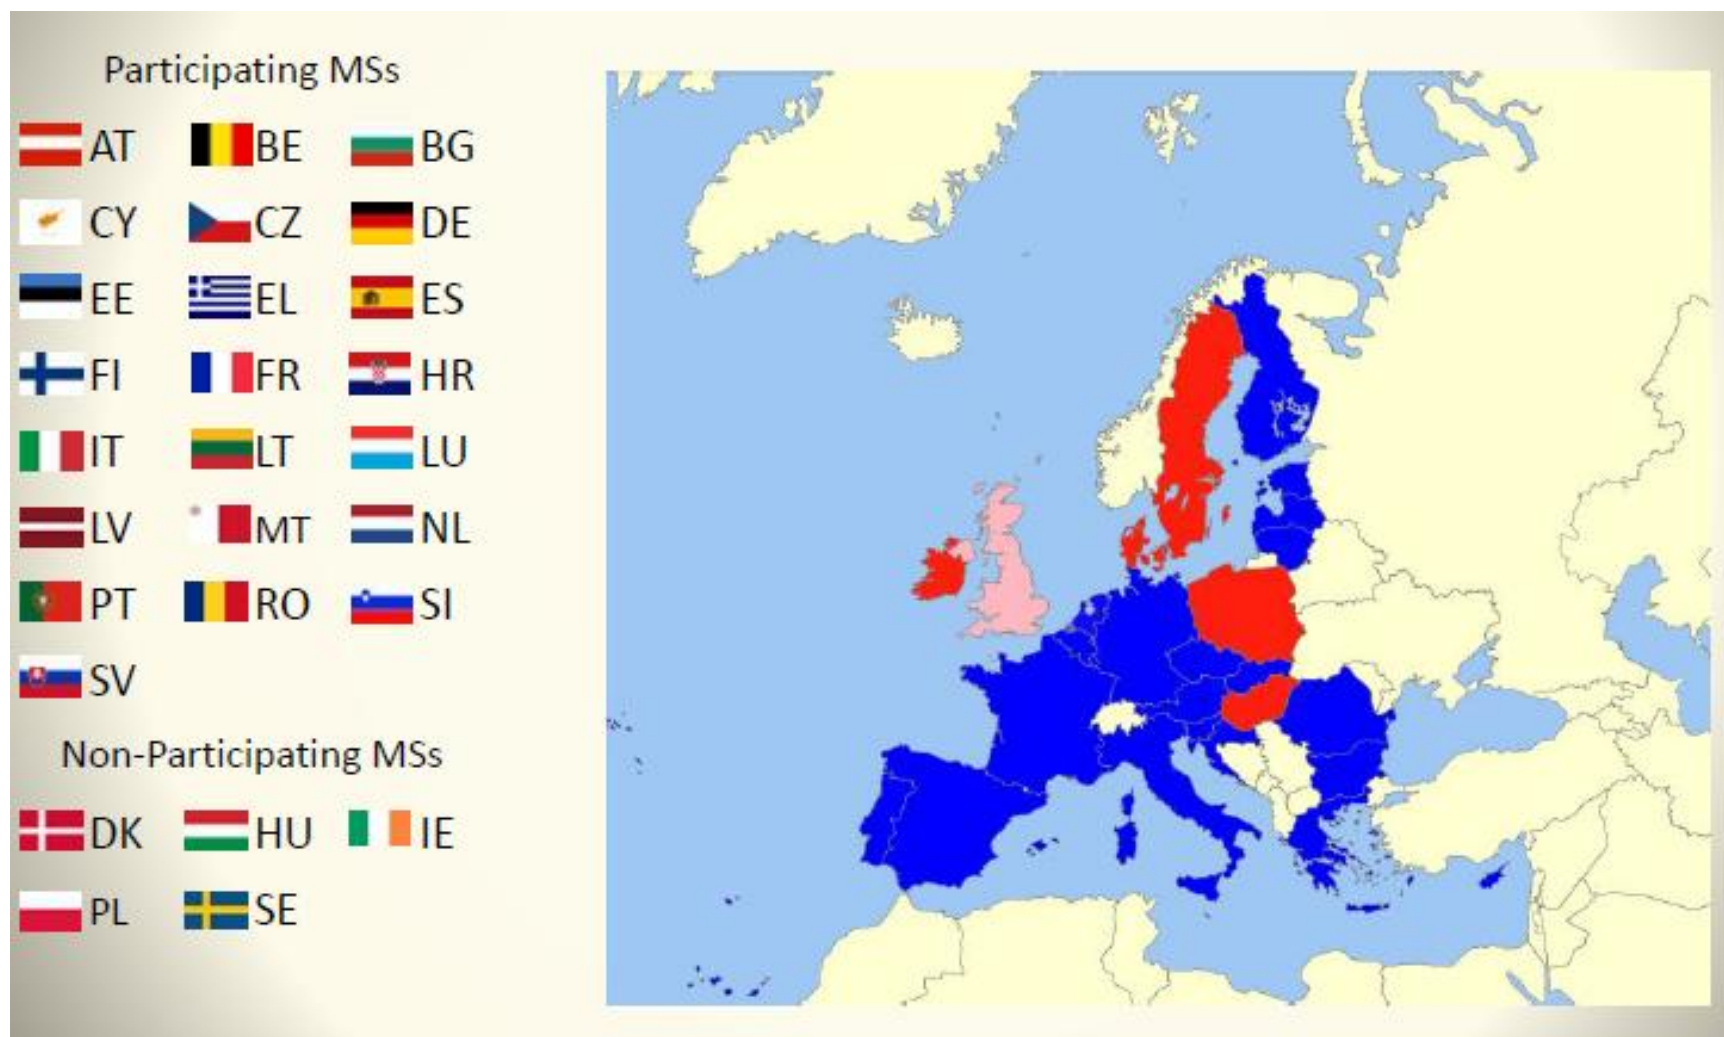 Participating MSs
AT BE BG
CY CZ DE
EE EL ES
FI FR HR
IT LT LU
LV MT NL
PT RO SI
SV
Non-Participating MSs
DK HU IE
PL SE